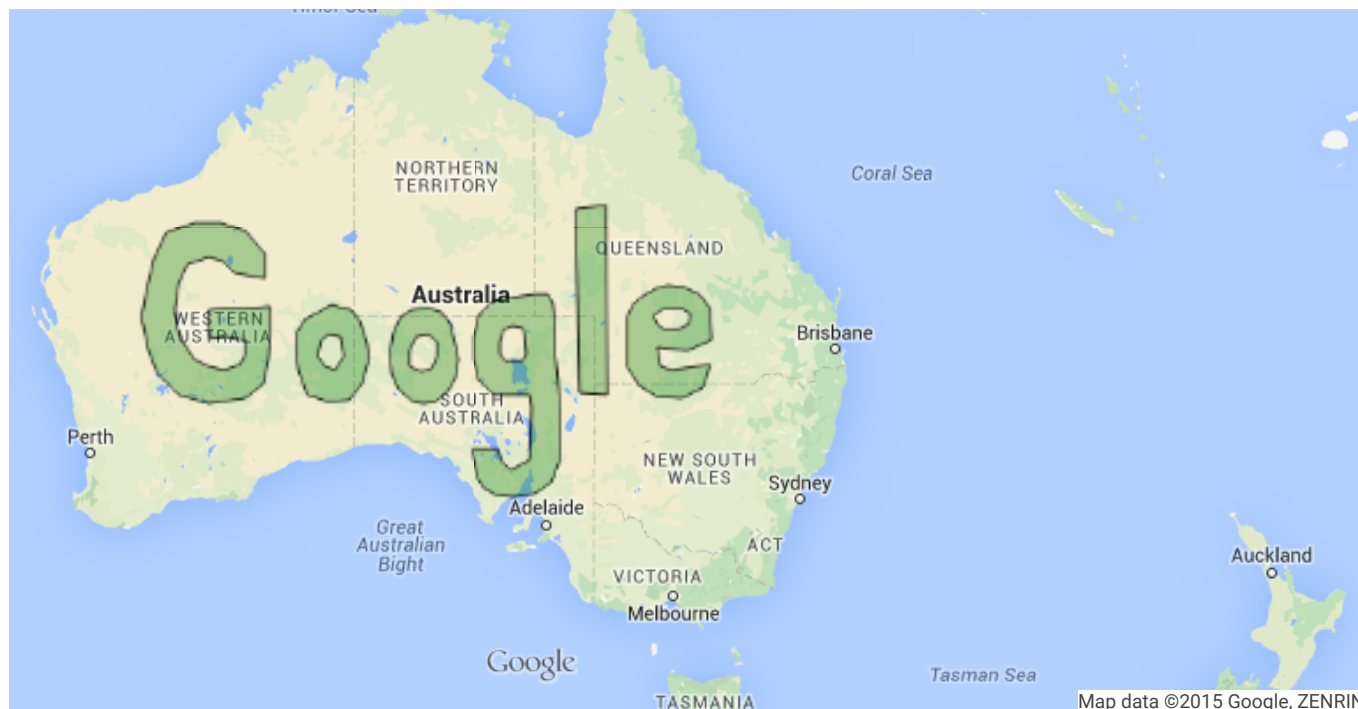 Timor Sea
NORTHERN
TERRITORY
Coral Sea
QUEENSLAND
Google
Australia
WESTERN
AUSTRALIA
Brisbane
SOUTH
AUSTRALIA
Perth
NEW SOUTH
WALES
Sydney
Adelaide
Great
Australian
Bight
ACT
Auckland
VICTORIA
Melbourne
Google
Tasman Sea
TASMANIA
Map data ©2015 Google, ZENRIN